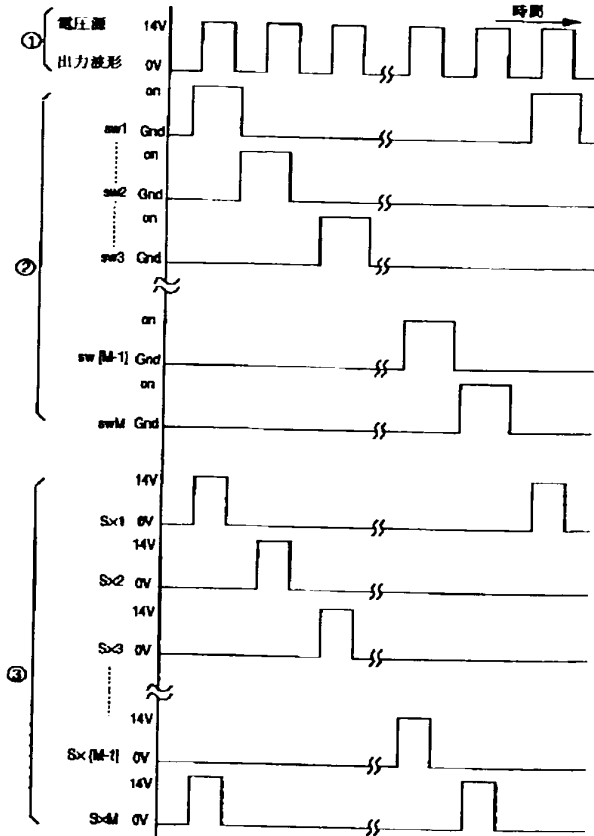 時間
① 電圧源 14V
出力波形 0V
②
on
sw1 Gnd
on
sw2 Gnd
on
sw3 Gnd
on
sw [M-1] Gnd
on
swM Gnd
③
14V
Sx1 0V
14V
Sx2 0V
14V
Sx3 0V
14V
Sx {M-1} 0V
14V
SxM 0V